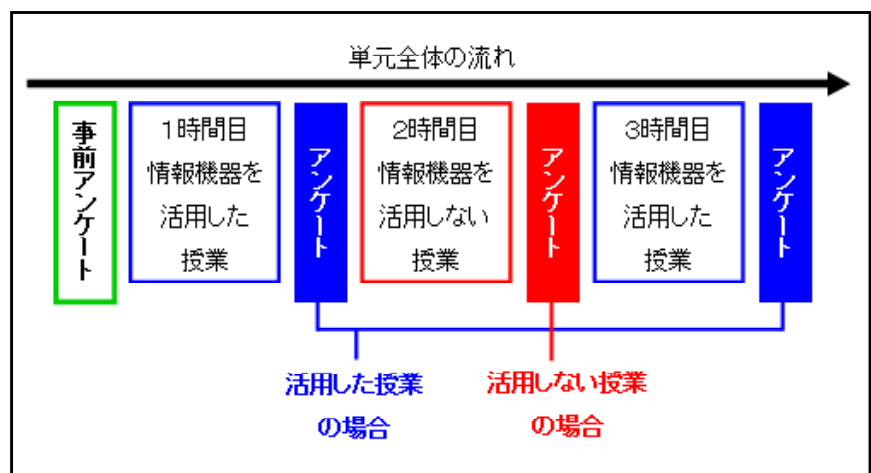 単元全体の流れ
事前アンケート
1時間目
情報機器を
活用した
授業
アンケート
2時間目
情報機器を
活用しない
授業
アンケート
3時間目
情報機器を
活用した
授業
アンケート
活用した授業
の場合
活用しない授業
の場合